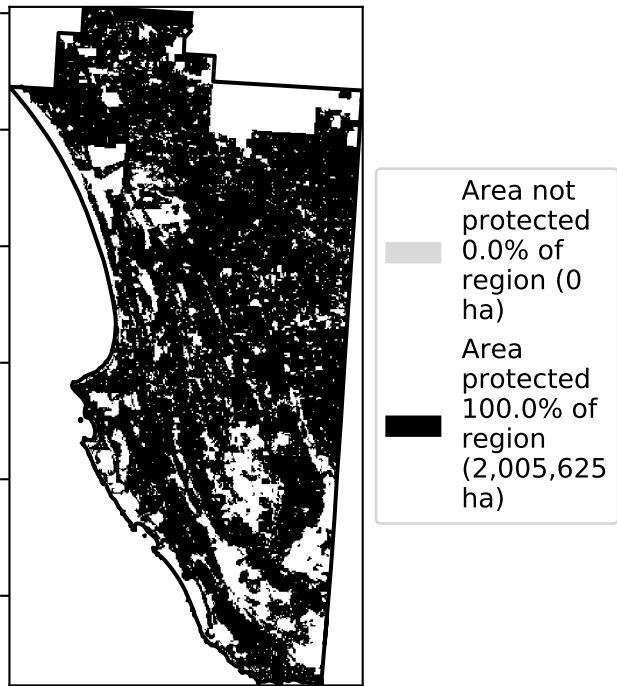 Area not
protected
0.0% of
region (0
ha)
Area
protected
100.0% of
region
(2,005,625
ha)